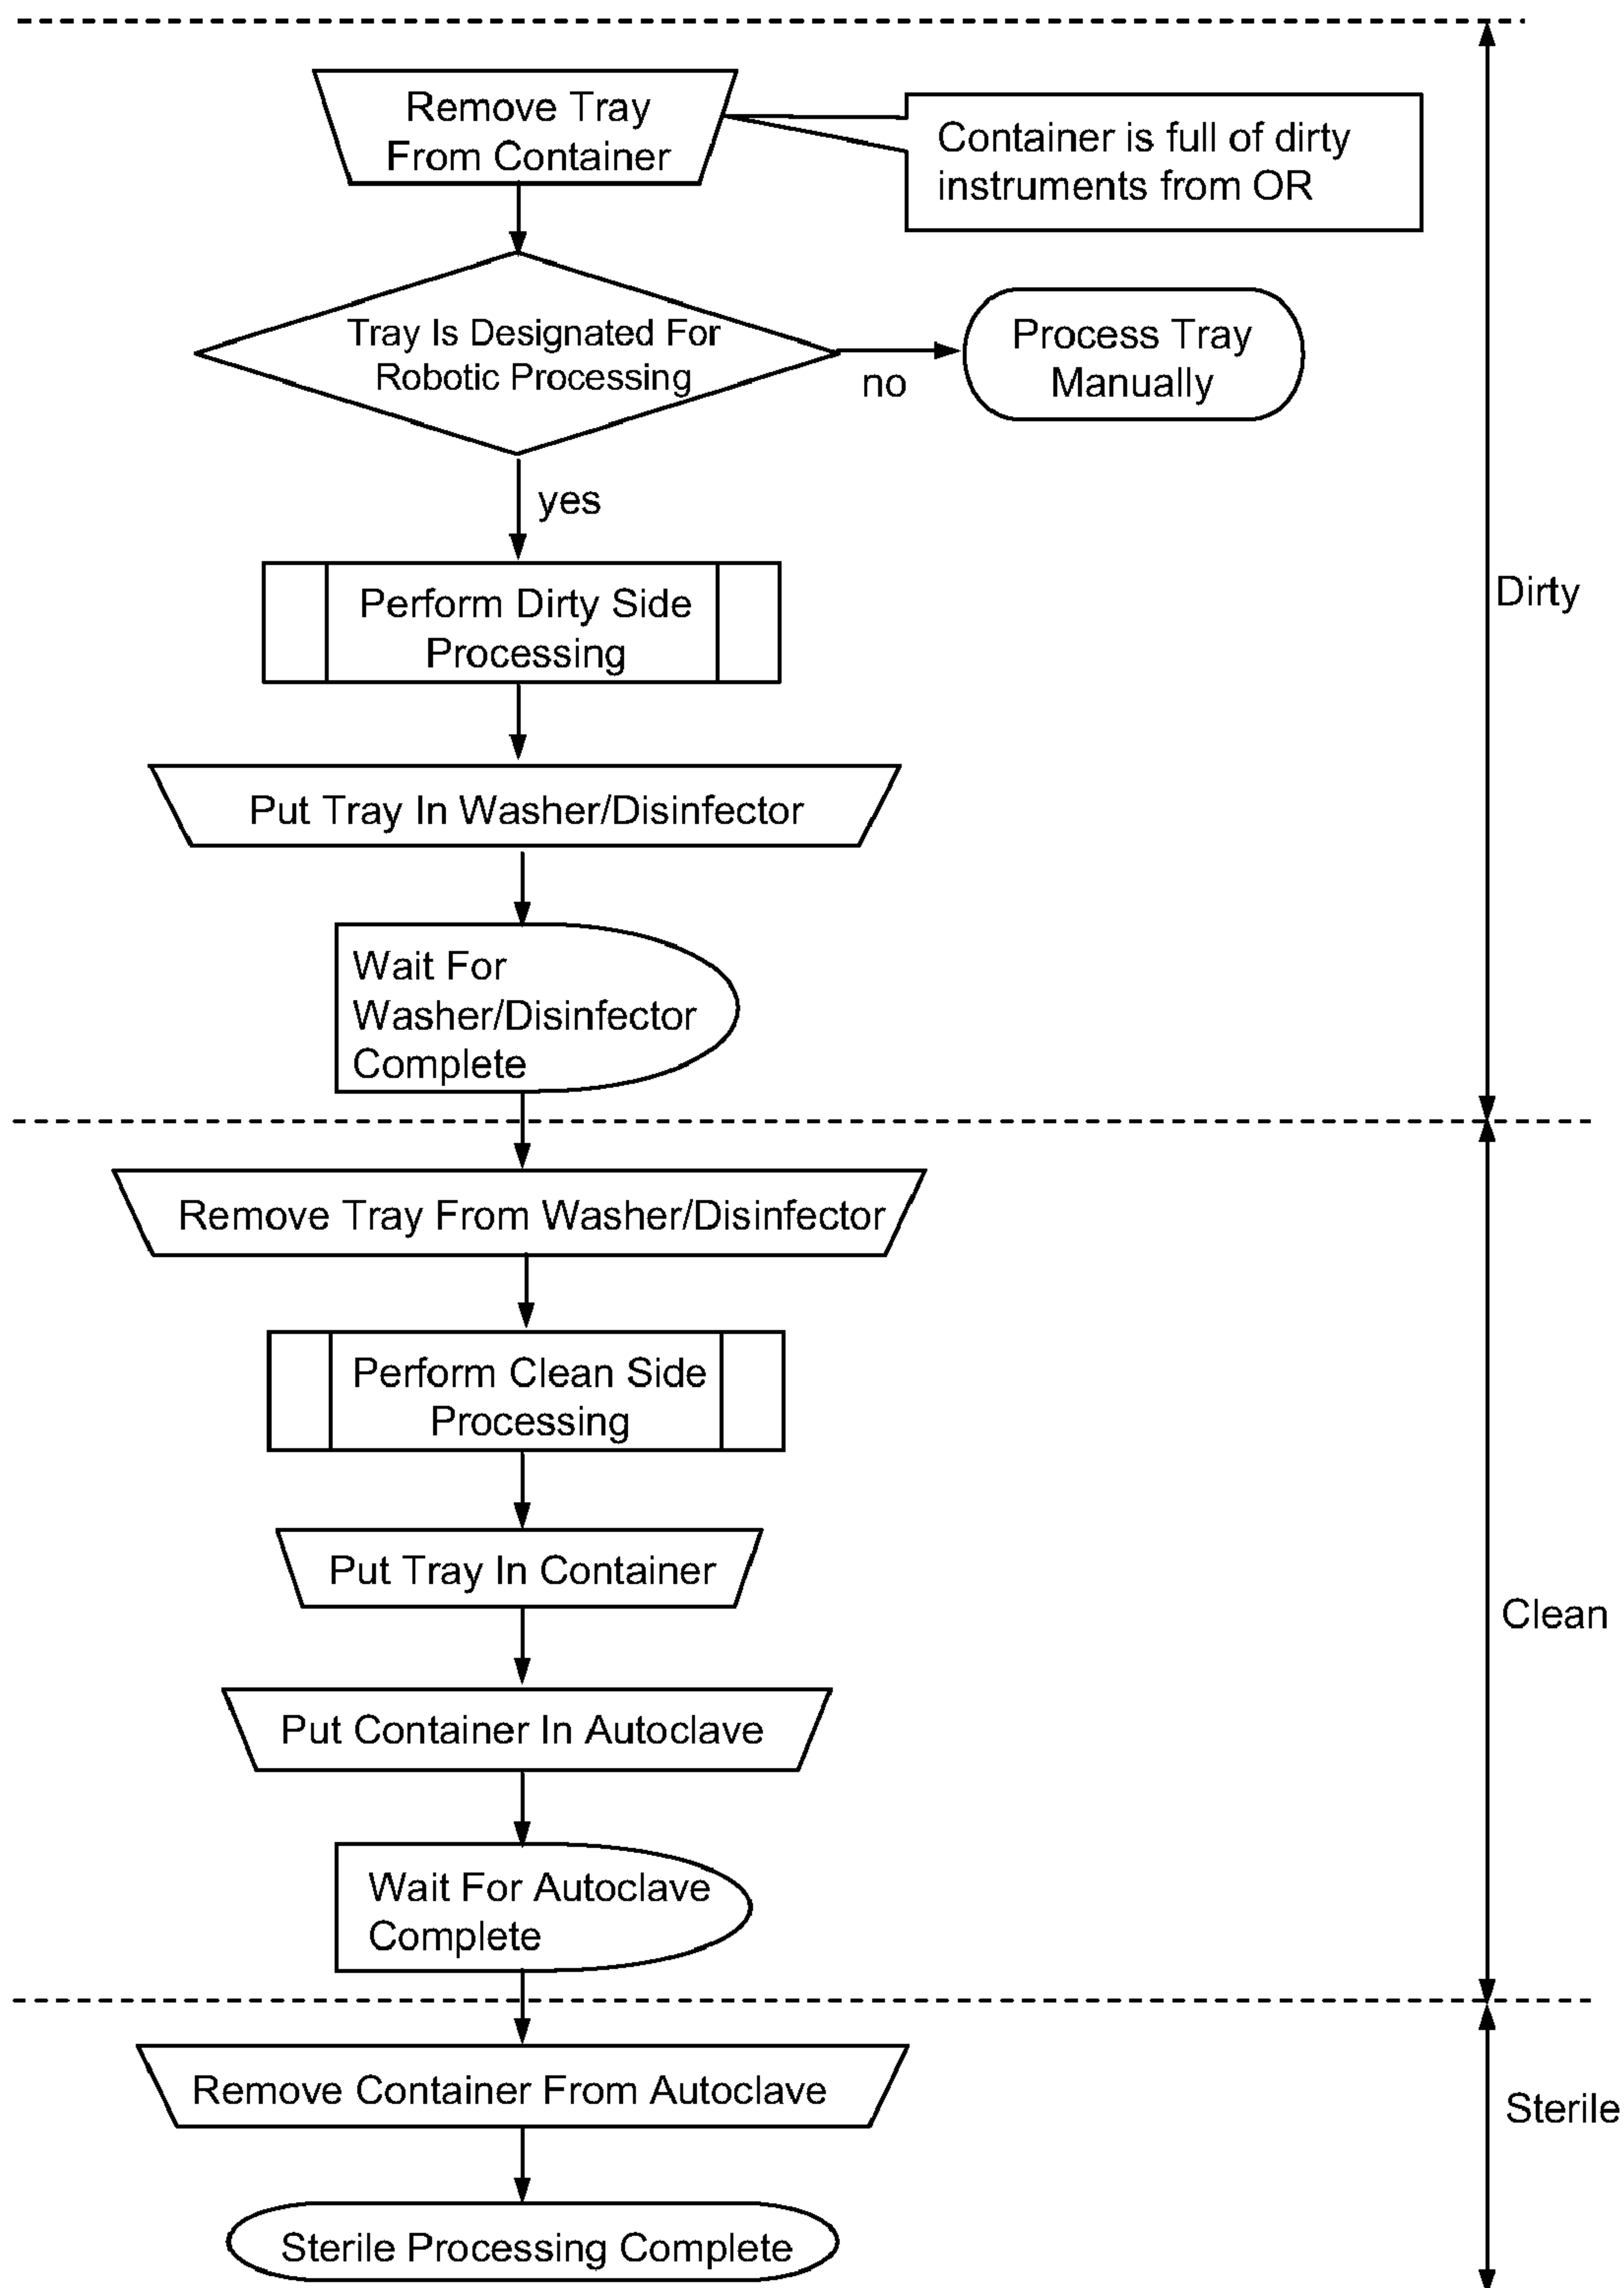 Remove Tray
From Container
Container is full of dirty
instruments from OR
Tray Is Designated For
Robotic Processing
no
Process Tray
Manually
yes
Perform Dirty Side
Processing
Dirty
Put Tray In Washer/Disinfector
Wait For
Washer/Disinfector
Complete
Remove Tray From Washer/Disinfector
Perform Clean Side
Processing
Put Tray In Container
Clean
Put Container In Autoclave
Wait For Autoclave
Complete
Remove Container From Autoclave
Sterile
Sterile Processing Complete